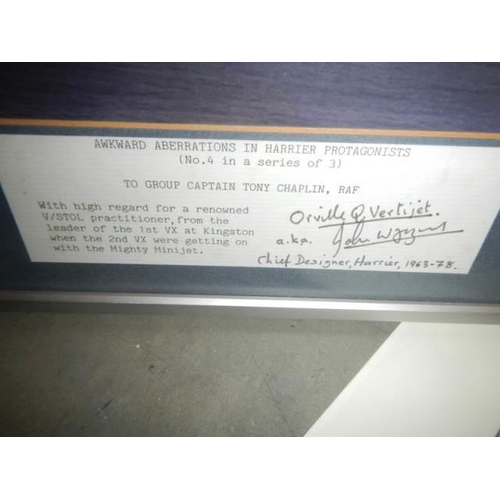 AWKWARD ABERRATIONS IN HARRIER PROTAGONISTS
(No.4 in a series of 3)
TO GROUP CAPTAIN TONY CHAPLIN, RAF
With high regard for a renowned
V/STOL practitioner, from the
leader of the 1st VX at Kingston
when the 2nd VX were getting on
with the Mighty Minijet.
Orville Q. Vertijet.
a.k.a. John
Chief Designer, Harrier, 1963-78.